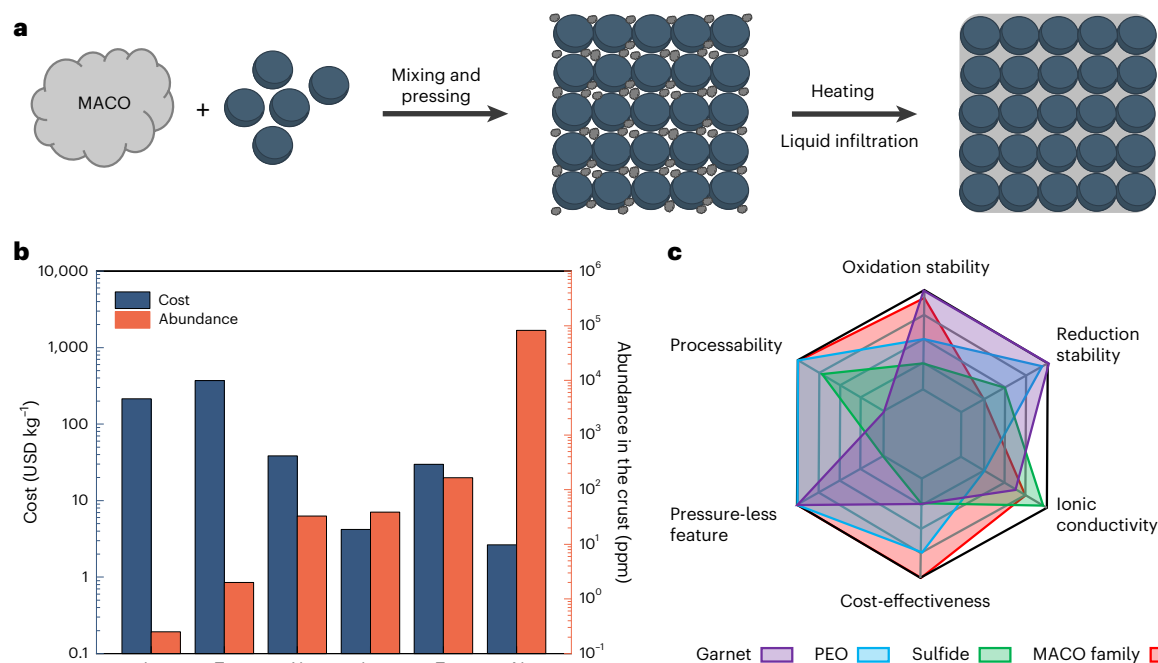 a
MACO
+
Mixing and
pressing
Heating
Liquid infiltration
b
10,000
1,000
100
10
1
0.1
Cost (USD kg⁻¹)
Cost
Abundance
10⁶
10⁵
10⁴
10³
10²
10¹
10⁰
10⁻¹
Abundance in the crust (ppm)
c
Oxidation stability
Reduction
stability
Ionic
conductivity
Cost-effectiveness
Pressure-less
feature
Processability
Garnet
PEO
Sulfide
MACO family